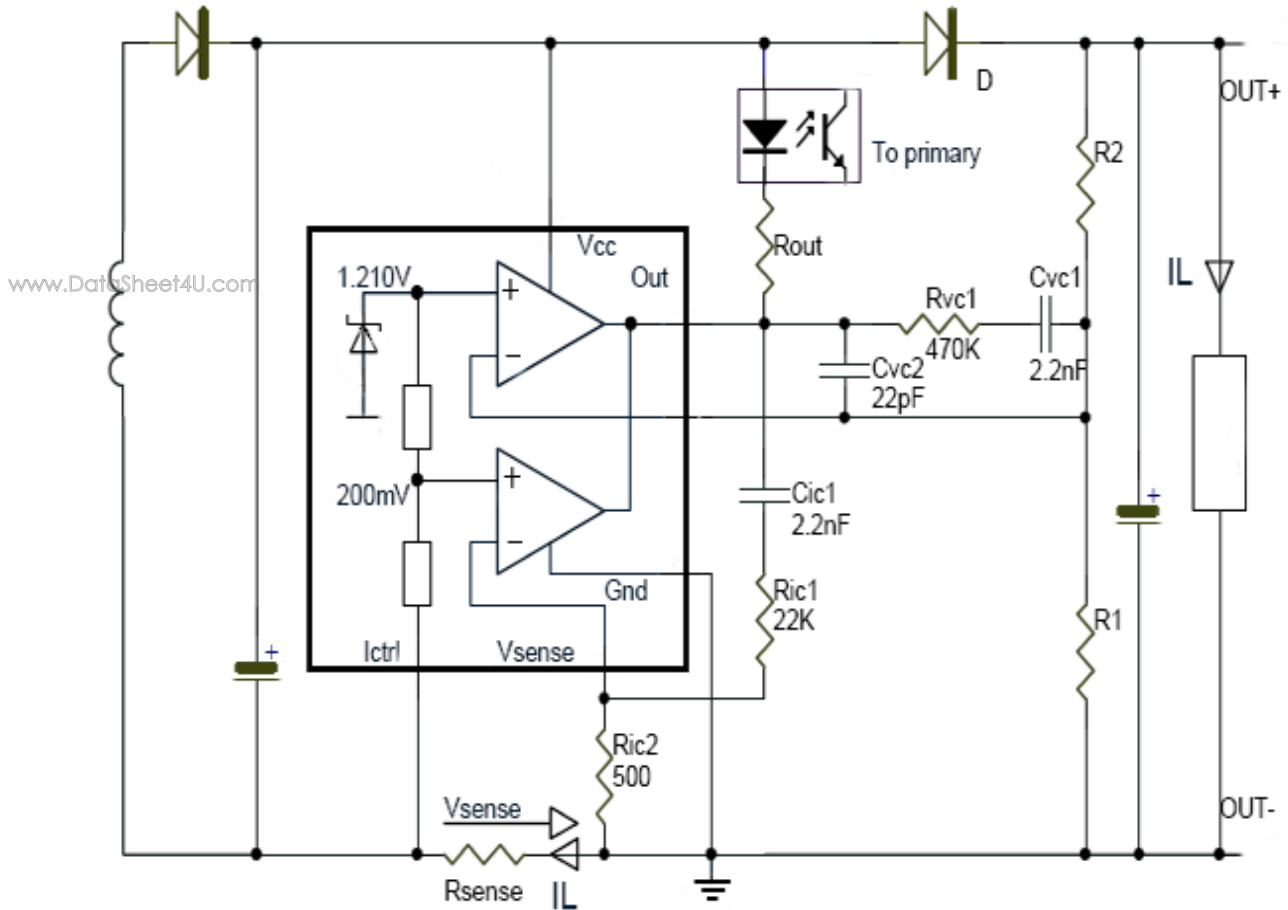 D
OUT+
To primary
R2
Vcc
Rout
www.DataSheet4U.com
1.210V
Out
IL
Cvc1
Rvc1
+
470K
2.2nF
−
Cvc2
22pF
+
200mV
Cic1
2.2nF
+
−
Gnd
Ric1
22K
R1
Ictrl
Vsense
+
Ric2
500
Vsense
OUT-
Rsense
IL